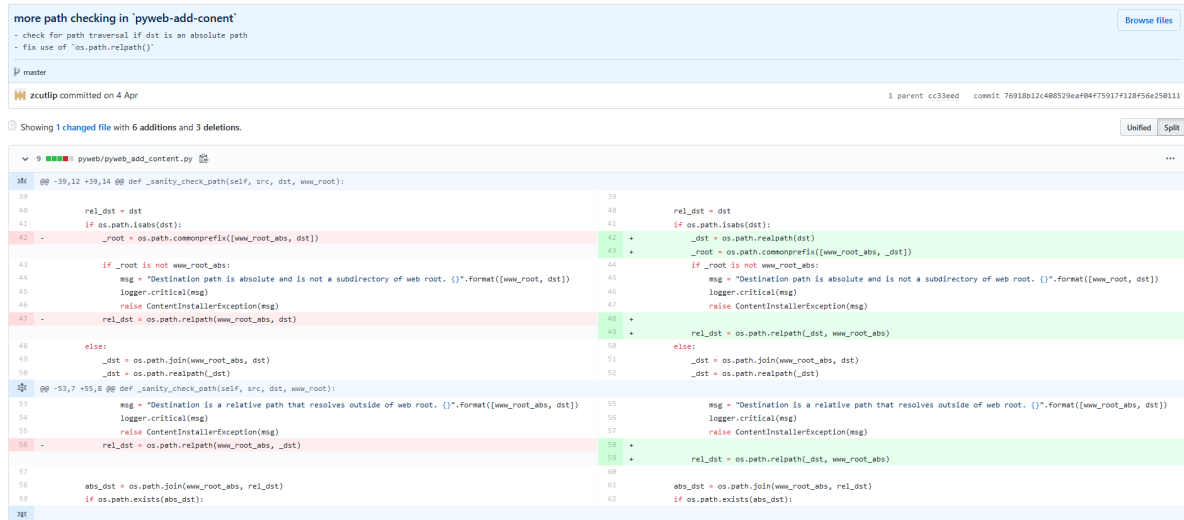 more path checking in `pyweb-add-conent`
Browse files
- check for path traversal if dst is an absolute path
- fix use of `os.path.relpath()`
master
zcutlip committed on 4 Apr
1 parent cc33eed commit 76918b12c408529eaf04f75917f128f56e250111
Showing 1 changed file with 6 additions and 3 deletions.
Unified Split
9 pyweb/pyweb_add_content.py
@@ -39,12 +39,14 @@ def _sanity_check_path(self, src, dst, www_root):
39 39
40 rel_dst = dst 40 rel_dst = dst
41 if os.path.isabs(dst): 41 if os.path.isabs(dst):
42 - _root = os.path.commonprefix([www_root_abs, dst]) 42 + _dst = os.path.realpath(dst)
43 + _root = os.path.commonprefix([www_root_abs, _dst])
43 if _root is not www_root_abs: 44 if _root is not www_root_abs:
44 msg = "Destination path is absolute and is not a subdirectory of web root. {}".format([www_root, dst]) 45 msg = "Destination path is absolute and is not a subdirectory of web root. {}".format([www_root, dst])
45 logger.critical(msg) 46 logger.critical(msg)
46 raise ContentInstallerException(msg) 47 raise ContentInstallerException(msg)
47 - rel_dst = os.path.relpath(www_root_abs, dst) 48 +
49 + rel_dst = os.path.relpath(_dst, www_root_abs)
48 else: 50 else:
49 _dst = os.path.join(www_root_abs, dst) 51 _dst = os.path.join(www_root_abs, dst)
50 _dst = os.path.realpath(_dst) 52 _dst = os.path.realpath(_dst)
@@ -53,7 +55,8 @@ def _sanity_check_path(self, src, dst, www_root):
53 msg = "Destination is a relative path that resolves outside of web root. {}".format([www_root_abs, dst]) 55 msg = "Destination is a relative path that resolves outside of web root. {}".format([www_root_abs, dst])
54 logger.critical(msg) 56 logger.critical(msg)
55 raise ContentInstallerException(msg) 57 raise ContentInstallerException(msg)
56 - rel_dst = os.path.relpath(www_root_abs, _dst) 58 +
59 + rel_dst = os.path.relpath(_dst, www_root_abs)
57 60
58 abs_dst = os.path.join(www_root_abs, rel_dst) 61 abs_dst = os.path.join(www_root_abs, rel_dst)
59 if os.path.exists(abs_dst): 62 if os.path.exists(abs_dst):